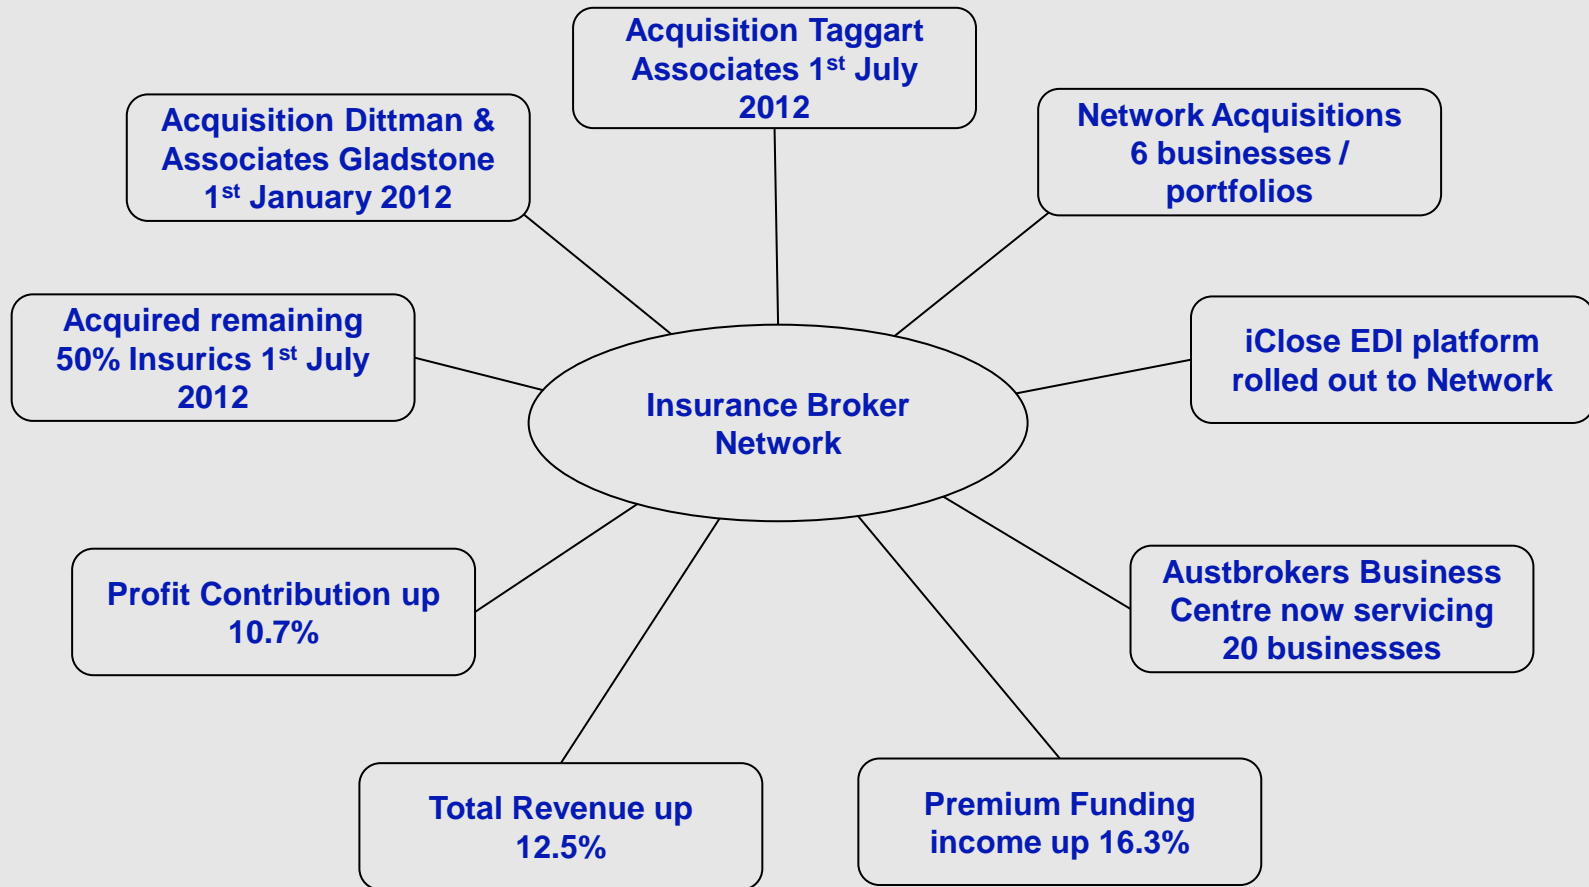 Acquisition Taggart
Associates 1st July
2012
Acquisition Dittman &
Associates Gladstone
1st January 2012
Network Acquisitions
6 businesses /
portfolios
Acquired remaining
50% Insurics 1st July
2012
iClose EDI platform
rolled out to Network
Insurance Broker
Network
Profit Contribution up
10.7%
Austbrokers Business
Centre now servicing
20 businesses
Total Revenue up
12.5%
Premium Funding
income up 16.3%